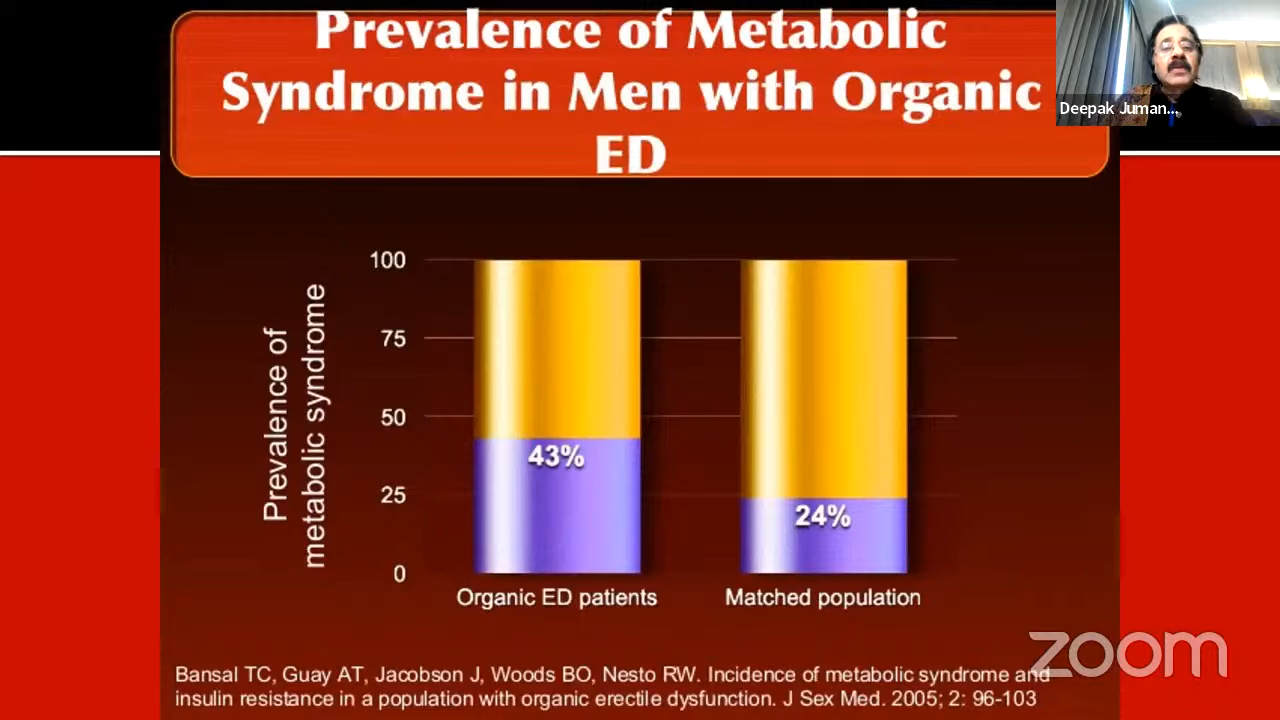 Prevalence of Metabolic
Syndrome in Men with Organic
ED
Deepak Juman...
Prevalence of
metabolic syndrome
100
75
50
25
0
43%
24%
Organic ED patients
Matched population
zoom
Bansal TC, Guay AT, Jacobson J, Woods BO, Nesto RW. Incidence of metabolic syndrome and
insulin resistance in a population with organic erectile dysfunction. J Sex Med. 2005; 2: 96-103